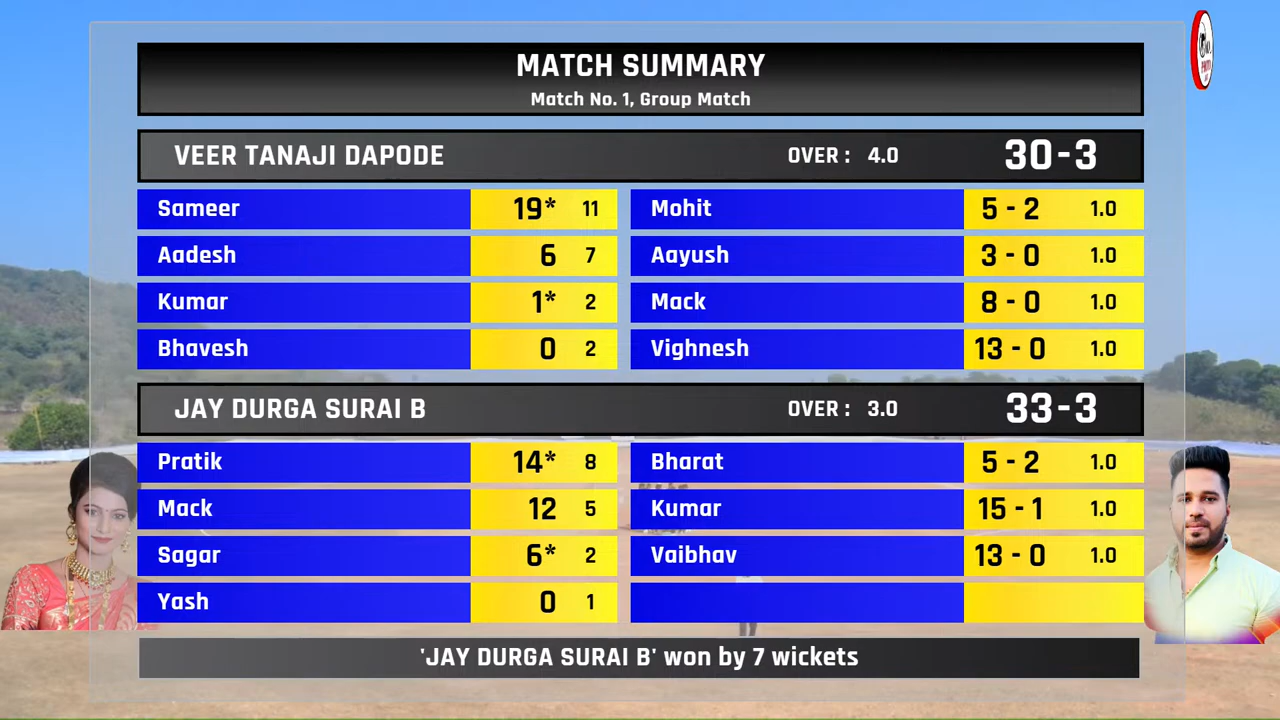 MATCH SUMMARY
Match No. 1, Group Match
VEER TANAJI DAPODE OVER : 4.0 30-3
Sameer 19* 11 Mohit 5 - 2 1.0
Aadesh 6 7 Aayush 3 - 0 1.0
Kumar 1* 2 Mack 8 - 0 1.0
Bhavesh 0 2 Vighnesh 13 - 0 1.0
JAY DURGA SURAI B OVER : 3.0 33-3
Pratik 14* 8 Bharat 5 - 2 1.0
Mack 12 5 Kumar 15 - 1 1.0
Sagar 6* 2 Vaibhav 13 - 0 1.0
Yash 0 1
'JAY DURGA SURAI B' won by 7 wickets